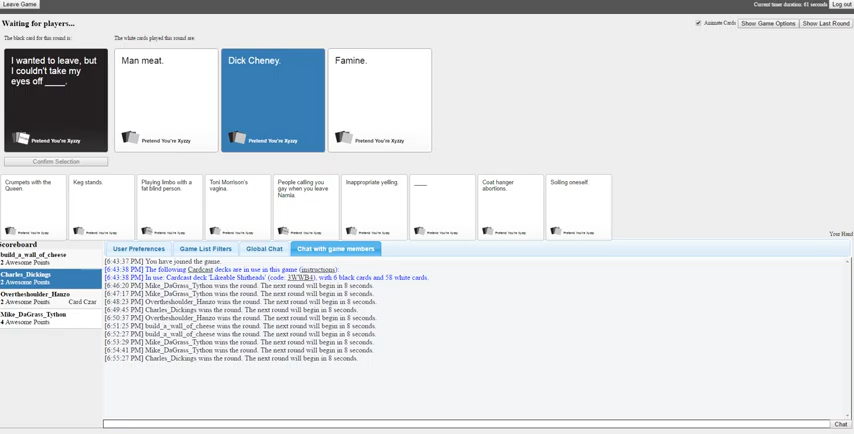 Leave Game
Current timer duration: 81 seconds
Log out
Waiting for players...
Animate Cards
Show Game Options
Show Last Round
The black card for this round is:
The white cards played this round are:
I wanted to leave, but
I couldn't take my
eyes off ____.
Pretend You're Xyzzy
Man meat.
Pretend You're Xyzzy
Dick Cheney.
Pretend You're Xyzzy
Famine.
Pretend You're Xyzzy
Confirm Selection
Crumpets with the
Queen.
Pretend You're Xyzzy
Keg stands.
Pretend You're Xyzzy
Playing limbo with a
fat blind person.
Pretend You're Xyzzy
Toni Morrison's
vagina.
Pretend You're Xyzzy
People calling you
gay when you leave
Narnia.
Pretend You're Xyzzy
Inappropriate yelling.
Pretend You're Xyzzy
____
Pretend You're Xyzzy
Coat hanger
abortions.
Pretend You're Xyzzy
Soiling oneself.
Pretend You're Xyzzy
Your Hand
Scoreboard
build_a_wall_of_cheese
2 Awesome Points
Charles_Dickings
2 Awesome Points
Overtheshoulder_Hanzo
2 Awesome Points Card Czar
Mike_DaGrass_Tython
4 Awesome Points
User Preferences
Game List Filters
Global Chat
Chat with game members
[6:43:37 PM] You have joined the game.
[6:43:38 PM] The following Cardcast decks are in use in this game (instructions):
[6:43:38 PM] In use: Cardcast deck 'Likeable Shitheads' (code: 3WWB4), with 6 black cards and 58 white cards.
[6:46:20 PM] Mike_DaGrass_Tython wins the round. The next round will begin in 8 seconds.
[6:47:17 PM] Mike_DaGrass_Tython wins the round. The next round will begin in 8 seconds.
[6:48:23 PM] Overtheshoulder_Hanzo wins the round. The next round will begin in 8 seconds.
[6:49:45 PM] Charles_Dickings wins the round. The next round will begin in 8 seconds.
[6:50:37 PM] Overtheshoulder_Hanzo wins the round. The next round will begin in 8 seconds.
[6:51:25 PM] build_a_wall_of_cheese wins the round. The next round will begin in 8 seconds.
[6:52:27 PM] build_a_wall_of_cheese wins the round. The next round will begin in 8 seconds.
[6:53:29 PM] Mike_DaGrass_Tython wins the round. The next round will begin in 8 seconds.
[6:54:41 PM] Mike_DaGrass_Tython wins the round. The next round will begin in 8 seconds.
[6:55:27 PM] Charles_Dickings wins the round. The next round will begin in 8 seconds.
Chat